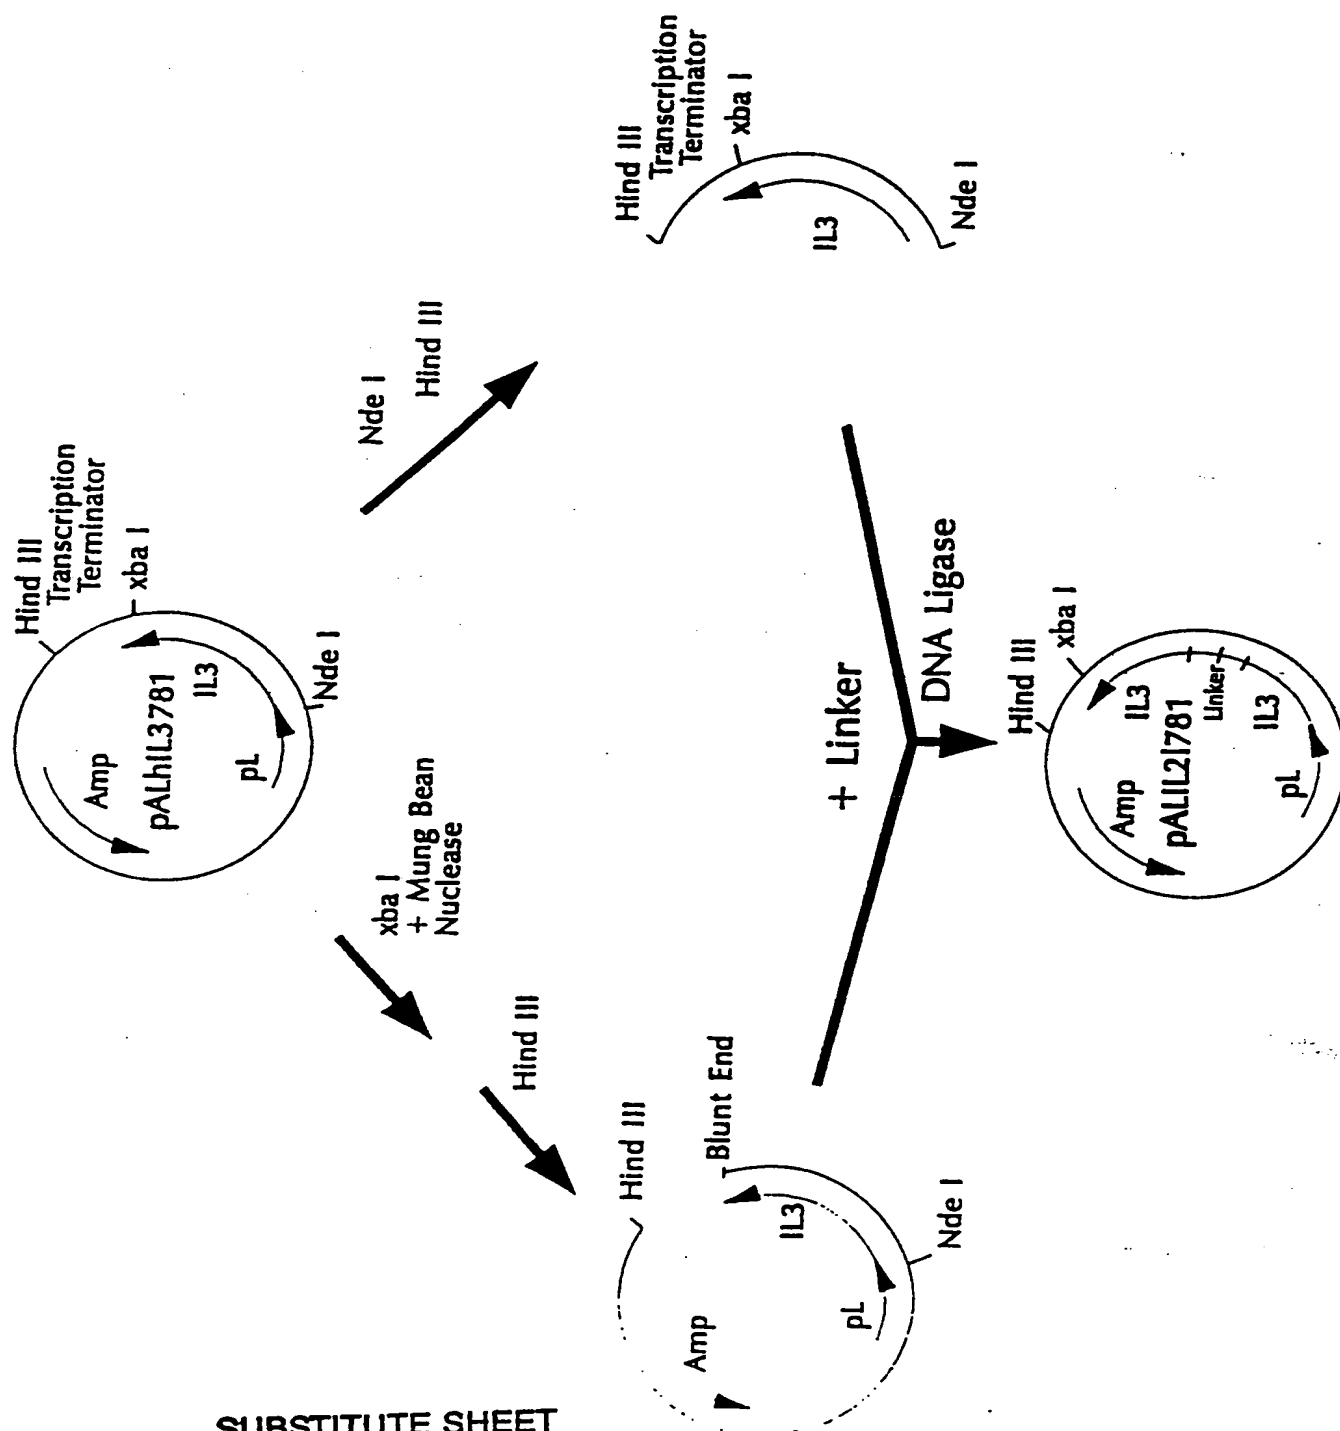 Hind III
Transcription
Terminator
xba I
Amp
pALhIL3781
IL3
pL
Nde I
xba I
+ Mung Bean
Nuclease
Hind III
Nde I
Hind III
Hind III
Blunt End
Amp
IL3
pL
Nde I
Hind III
Transcription
Terminator
xba I
IL3
Nde I
+ Linker
DNA Ligase
Hind III
xba I
Amp
IL3
pALIL2I781
Linker
IL3
pL
SUBSTITUTE SHEET